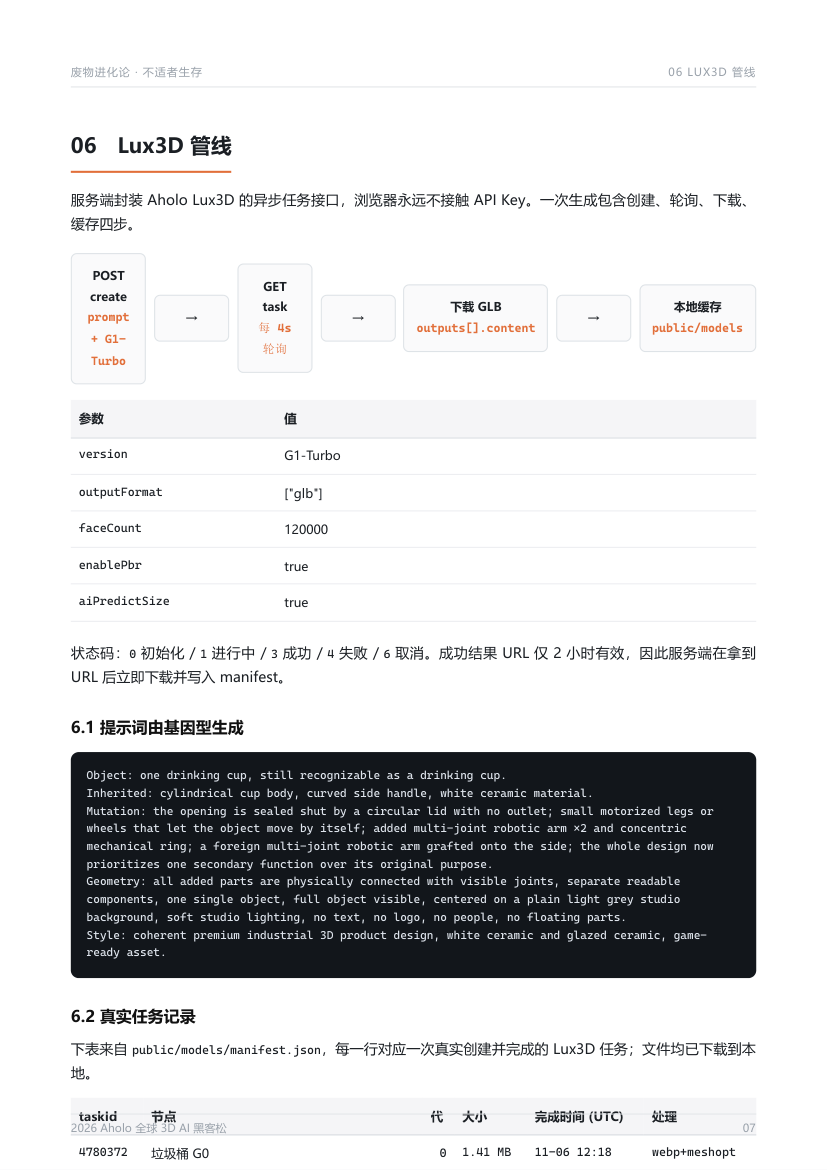 废物进化论 · 不适者生存
06 LUX3D 管线
06 Lux3D 管线
服务端封装 Aholo Lux3D 的异步任务接口，浏览器永远不接触 API Key。一次生成包含创建、轮询、下载、
缓存四步。
POST
create
prompt
+ G1-
Turbo
→
GET
task
每 4s
轮询
→
下载 GLB
outputs[].content
→
本地缓存
public/models
参数 值
version G1-Turbo
outputFormat ["glb"]
faceCount 120000
enablePbr true
aiPredictSize true
状态码：0 初始化 / 1 进行中 / 3 成功 / 4 失败 / 6 取消。成功结果 URL 仅 2 小时有效，因此服务端在拿到
URL 后立即下载并写入 manifest。
6.1 提示词由基因型生成
Object: one drinking cup, still recognizable as a drinking cup.
Inherited: cylindrical cup body, curved side handle, white ceramic material.
Mutation: the opening is sealed shut by a circular lid with no outlet; small motorized legs or
wheels that let the object move by itself; added multi-joint robotic arm ×2 and concentric
mechanical ring; a foreign multi-joint robotic arm grafted onto the side; the whole design now
prioritizes one secondary function over its original purpose.
Geometry: all added parts are physically connected with visible joints, separate readable
components, one single object, full object visible, centered on a plain light grey studio
background, soft studio lighting, no text, no logo, no people, no floating parts.
Style: coherent premium industrial 3D product design, white ceramic and glazed ceramic, game-
ready asset.
6.2 真实任务记录
下表来自 public/models/manifest.json，每一行对应一次真实创建并完成的 Lux3D 任务；文件均已下载到本
地。
taskId 节点 代 大小 完成时间 (UTC) 处理
2026 Aholo 全球 3D AI 黑客松 07
4780372 垃圾桶 G0 0 1.41 MB 11-06 12:18 webp+meshopt